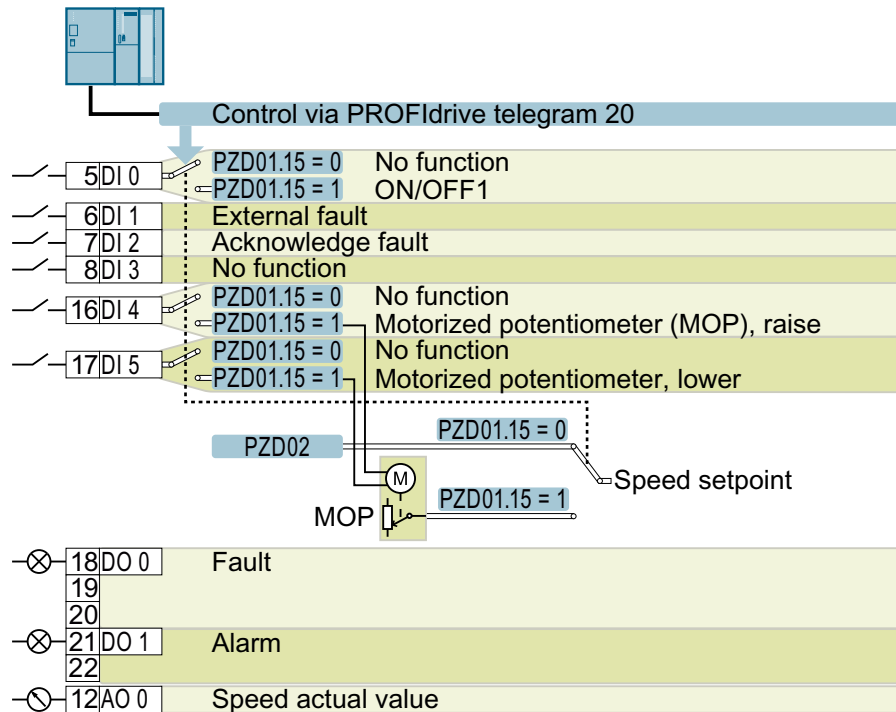 Control via PROFIdrive telegram 20
5 DI 0 PZD01.15 = 0 No function
PZD01.15 = 1 ON/OFF1
6 DI 1 External fault
7 DI 2 Acknowledge fault
8 DI 3 No function
16 DI 4 PZD01.15 = 0 No function
PZD01.15 = 1 Motorized potentiometer (MOP), raise
17 DI 5 PZD01.15 = 0 No function
PZD01.15 = 1 Motorized potentiometer, lower
PZD02 PZD01.15 = 0
M Speed setpoint
MOP PZD01.15 = 1
18 DO 0 Fault
19
20
21 DO 1 Alarm
22
12 AO 0 Speed actual value